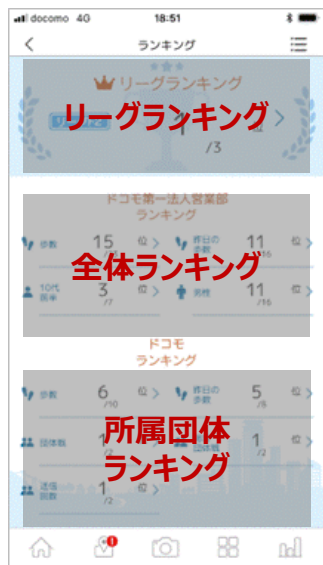 docomo 4G 18:51
ランキング
リーグランキング
リーグランキング
1 位
/3
ドコモ第一法人営業部
ランキング
歩数 15 位 昨日の歩数 11 位
/16
全体ランキング
10代 3 位 男性 11 位
/7 /16
ドコモ
ランキング
歩数 6 位 昨日の歩数 5 位
/10 /9
所属団体
団体戦 1 1 位
/2 /2
ランキング
送信回数 1 位
/2
1